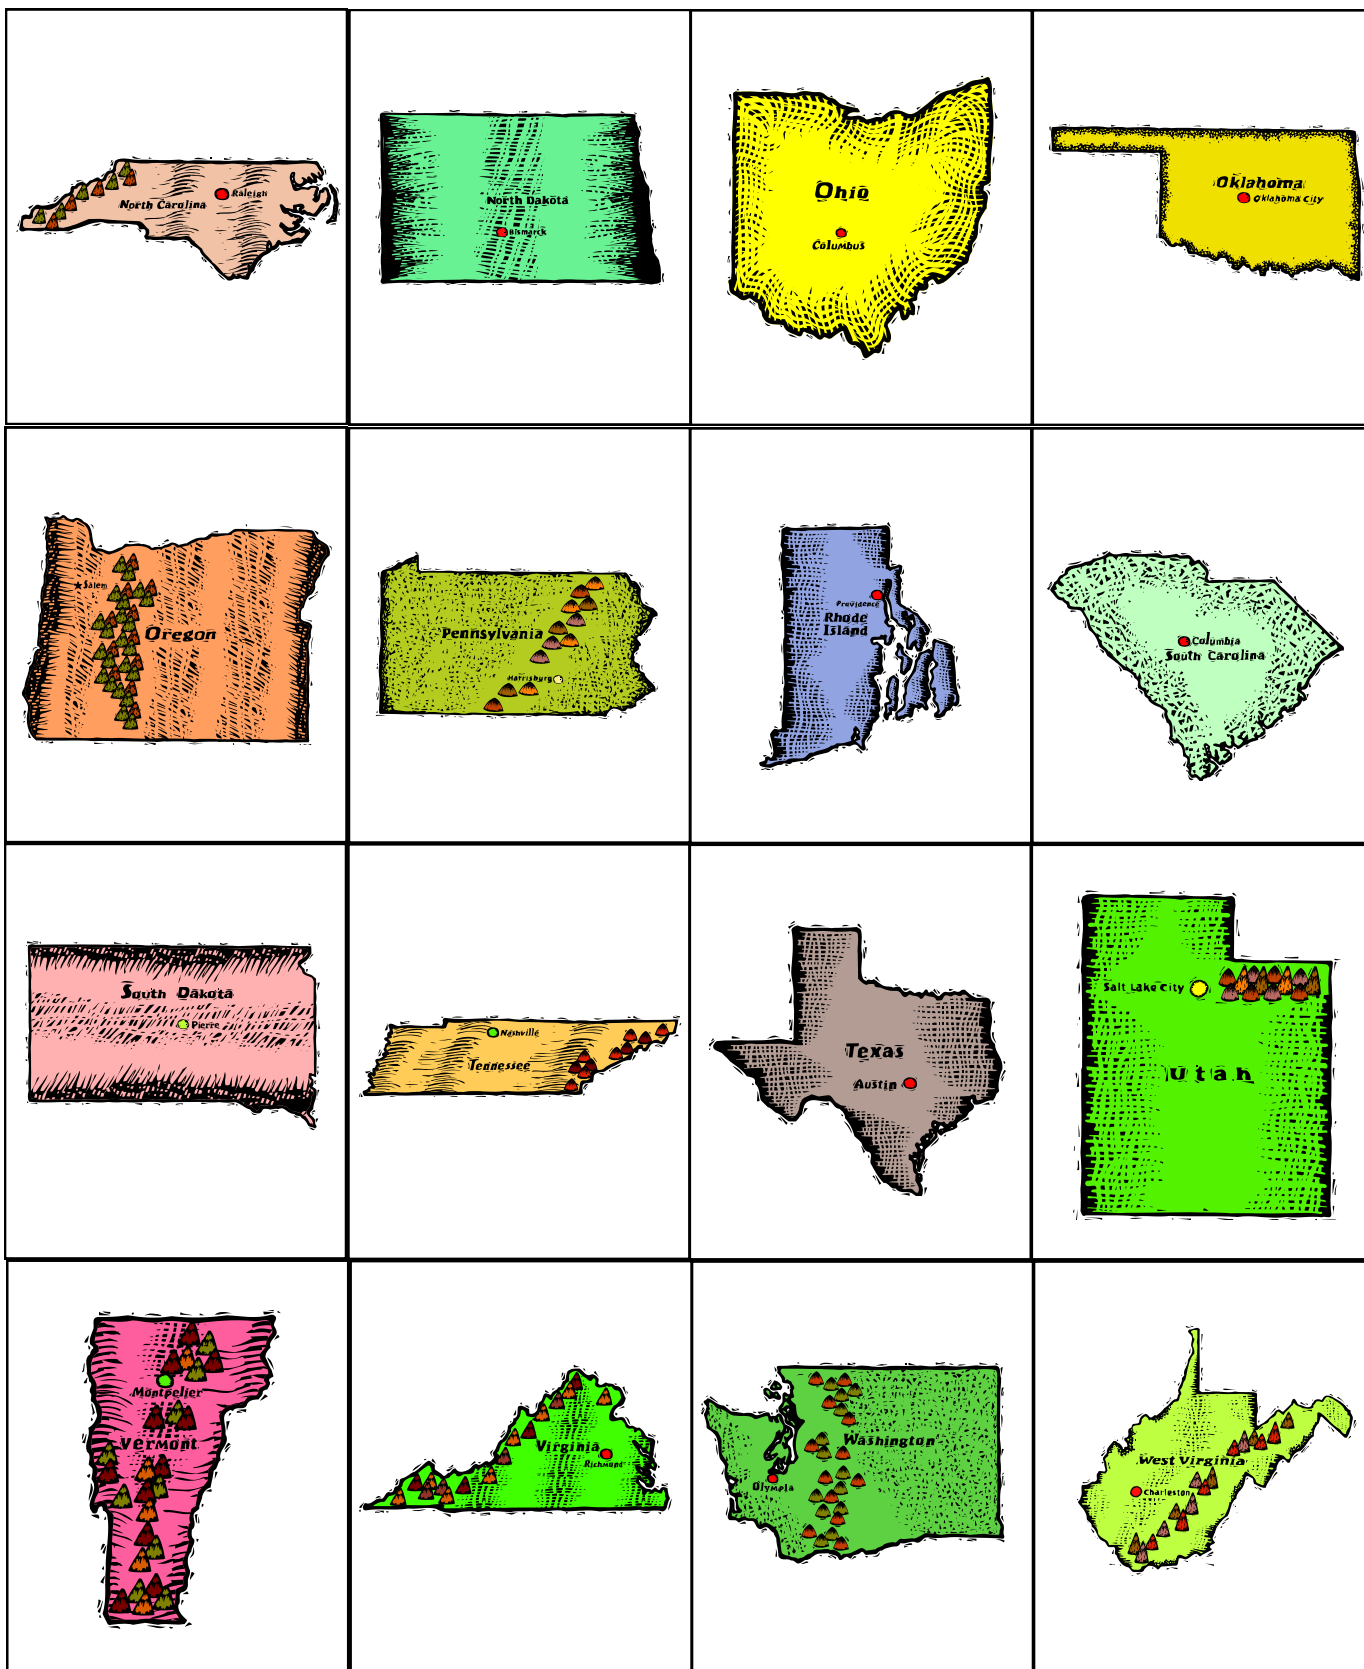 Raleigh
North Carolina
North Dakota
Bismarck
Ohio
Columbus
Oklahoma
Oklahoma City
Salem
Oregon
Pennsylvania
Harrisburg
Providence
Rhode
Island
Columbia
South Carolina
South Dakota
Pierre
Nashville
Tennessee
Texas
Austin
Salt Lake City
Utah
Montpelier
Vermont
Virginia
Richmond
Washington
Olympia
West Virginia
Charleston